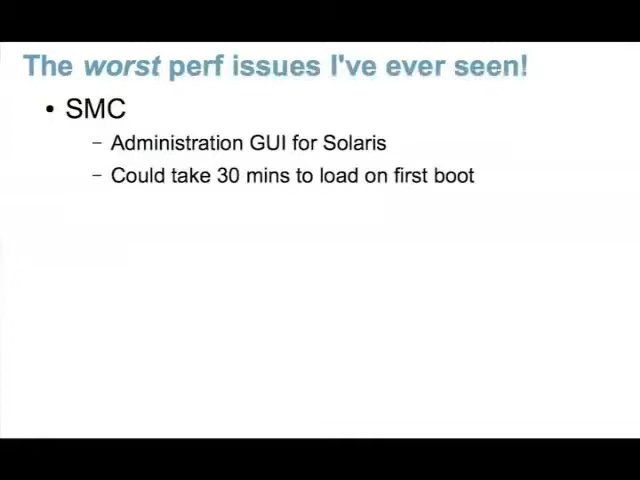 The worst perf issues I've ever seen!
• SMC
– Administration GUI for Solaris
– Could take 30 mins to load on first boot